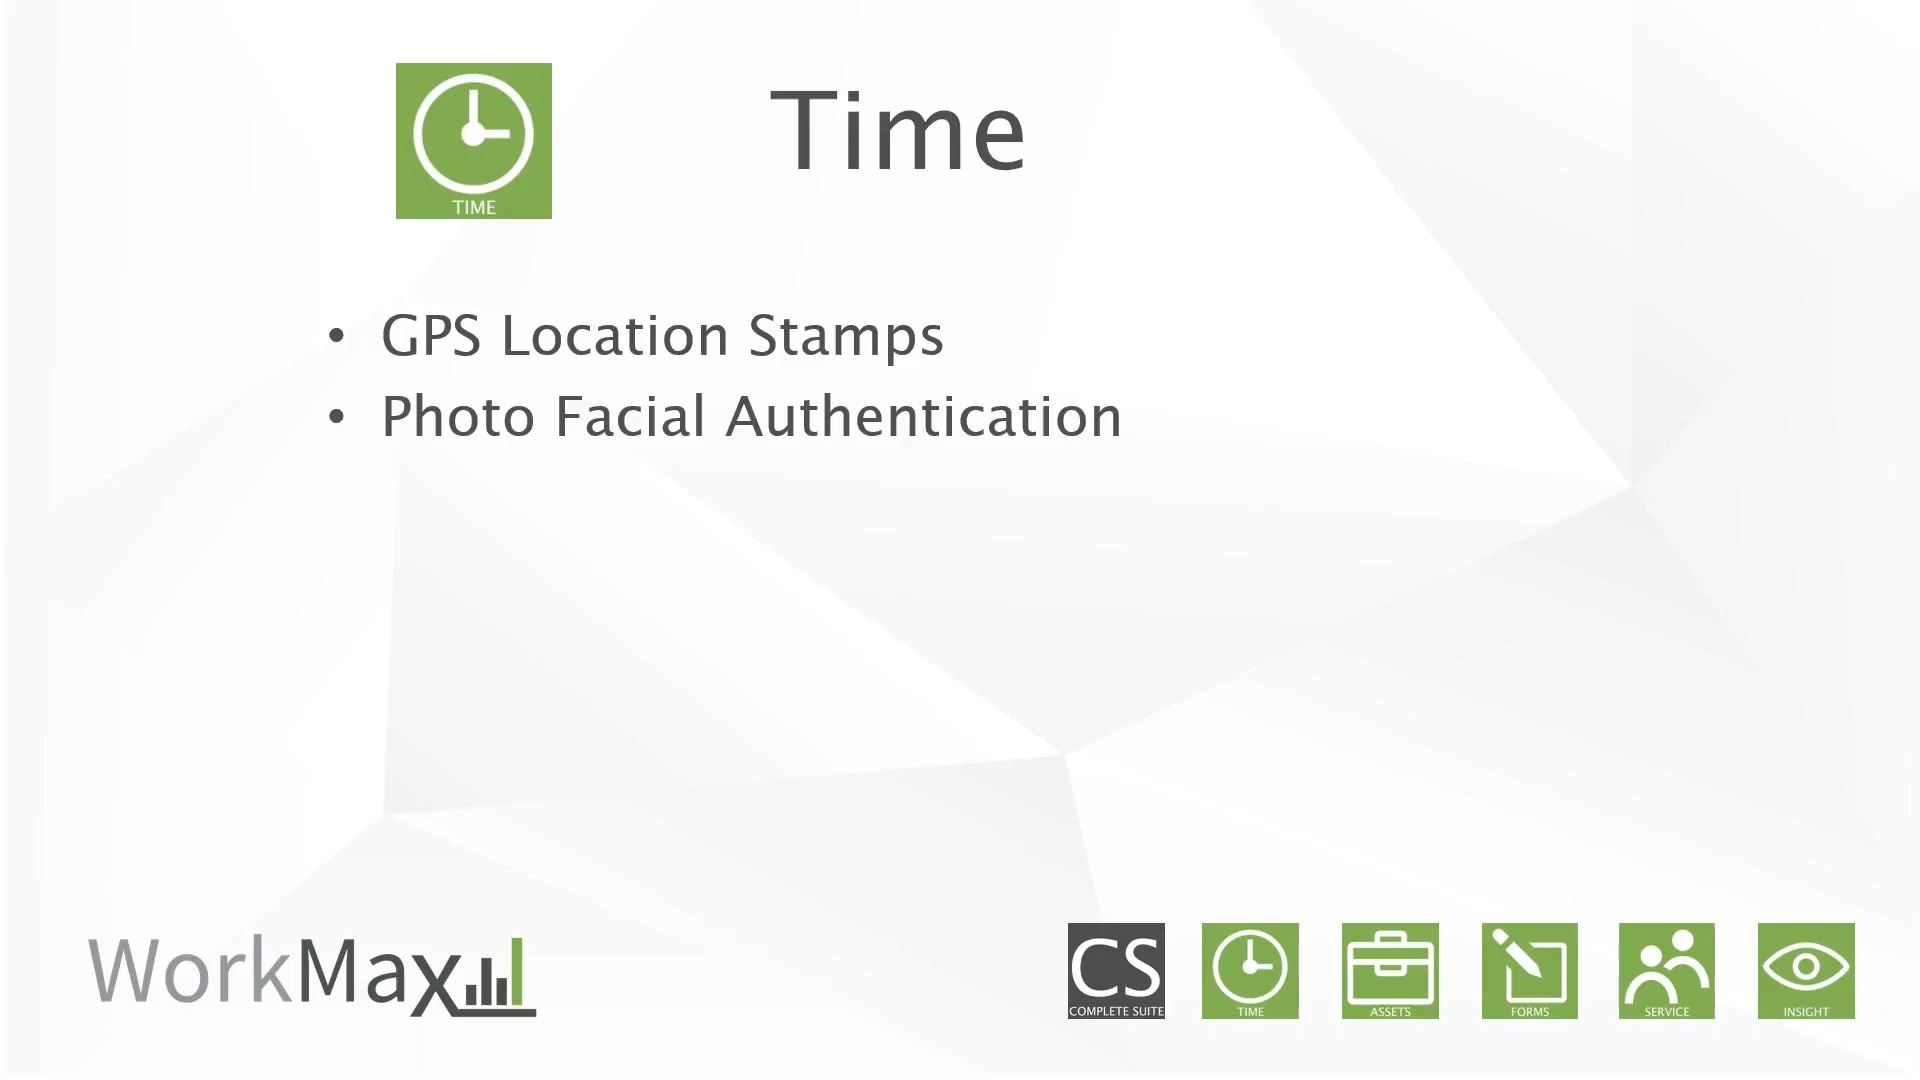 TIME
Time
• GPS Location Stamps
• Photo Facial Authentication
WorkMax
CS
COMPLETE SUITE
TIME
ASSETS
FORMS
SERVICE
INSIGHT